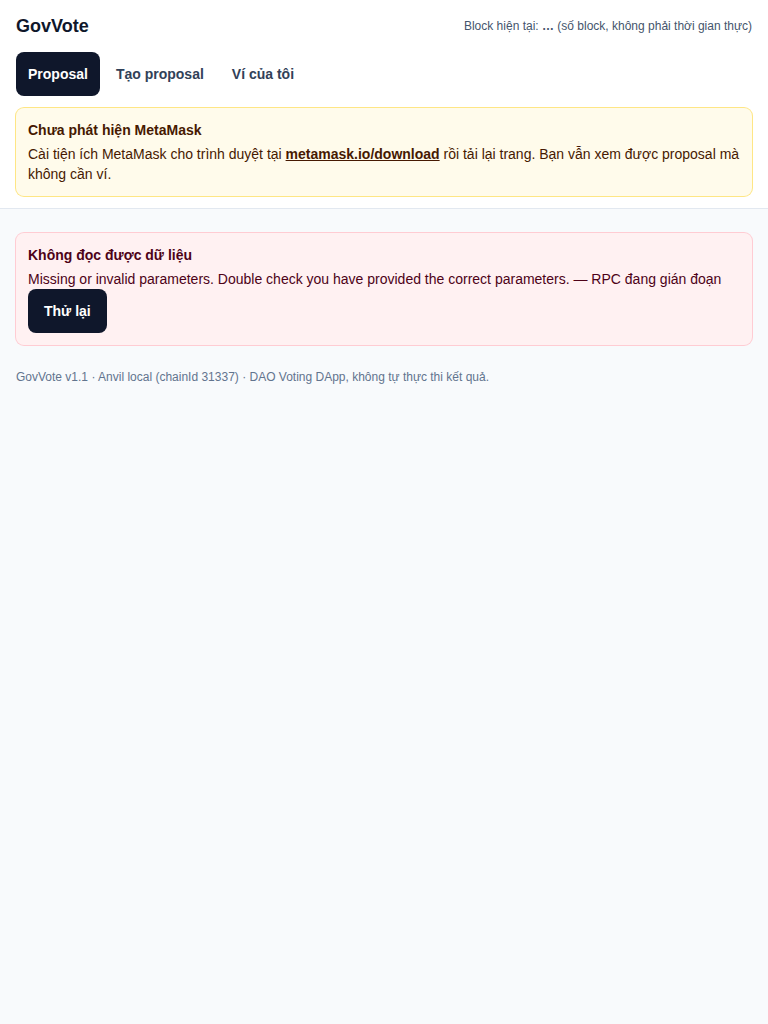 GovVote
Block hiện tại: … (số block, không phải thời gian thực)
Proposal
Tạo proposal
Ví của tôi
Chưa phát hiện MetaMask
Cài tiện ích MetaMask cho trình duyệt tại metamask.io/download rồi tải lại trang. Bạn vẫn xem được proposal mà
không cần ví.
Không đọc được dữ liệu
Missing or invalid parameters. Double check you have provided the correct parameters. — RPC đang gián đoạn
Thử lại
GovVote v1.1 · Anvil local (chainId 31337) · DAO Voting DApp, không tự thực thi kết quả.